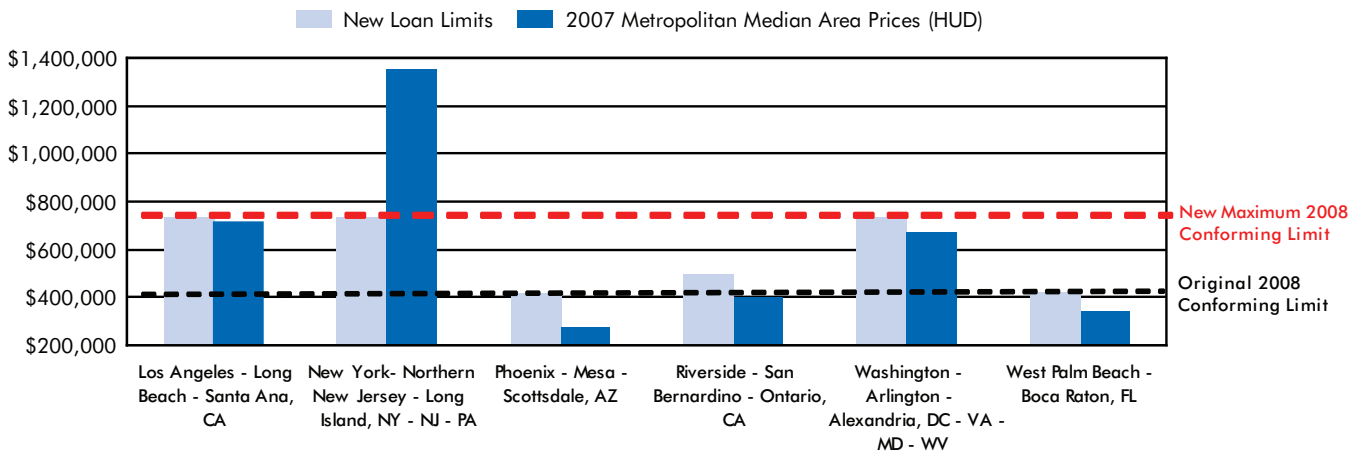 New Loan Limits
2007 Metropolitan Median Area Prices (HUD)
$1,400,000
$1,200,000
$1,000,000
$800,000
$600,000
$400,000
$200,000
New Maximum 2008
Conforming Limit
Original 2008
Conforming Limit
Los Angeles - Long
Beach - Santa Ana,
CA
New York- Northern
New Jersey - Long
Island, NY - NJ - PA
Phoenix - Mesa -
Scottsdale, AZ
Riverside - San
Bernardino - Ontario,
CA
Washington -
Arlington -
Alexandria, DC - VA -
MD - WV
West Palm Beach -
Boca Raton, FL